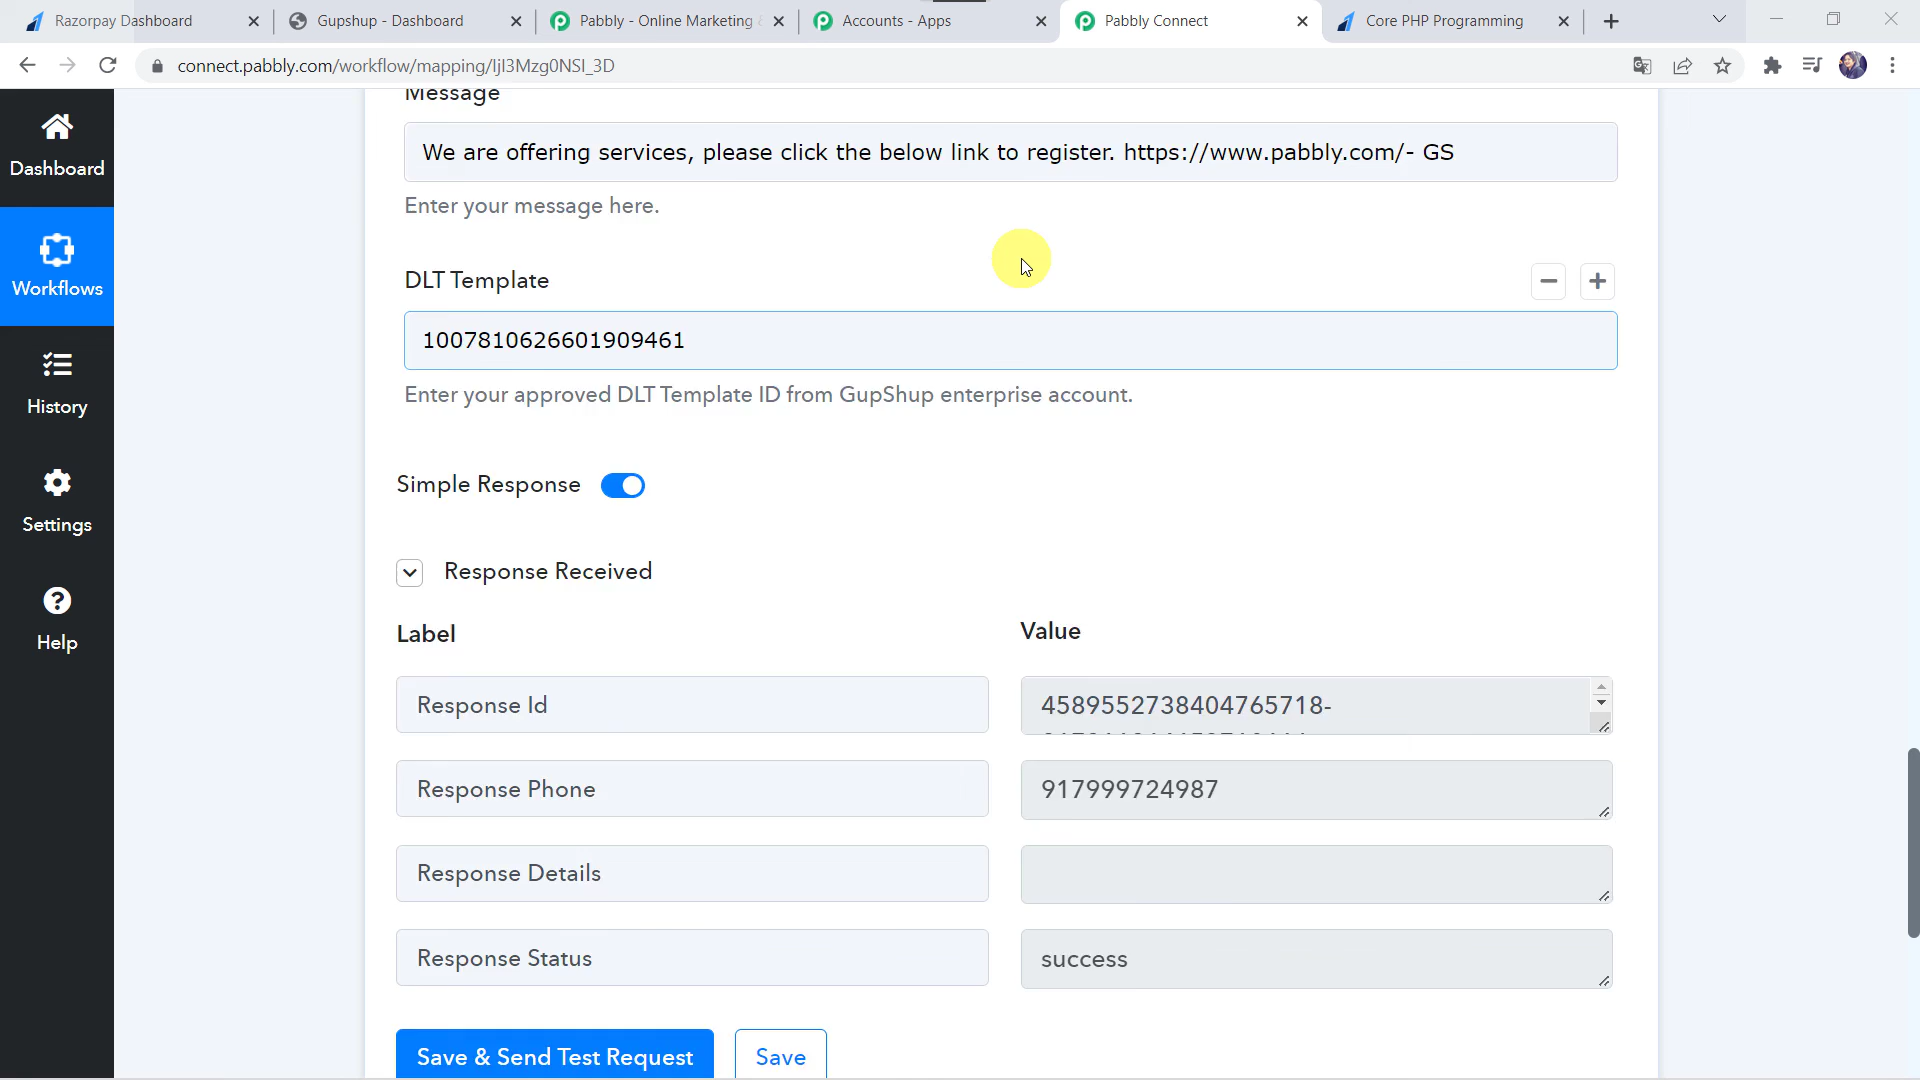 Razorpay Dashboard
Gupshup - Dashboard
Pabbly - Online Marketing
Accounts - Apps
Pabbly Connect
Core PHP Programming
connect.pabbly.com/workflow/mapping/IjI3Mzg0NSI_3D
Dashboard
Workflows
History
Settings
Help
Message
We are offering services, please click the below link to register. https://www.pabbly.com/- GS
Enter your message here.
DLT Template
1007810626601909461
Enter your approved DLT Template ID from GupShup enterprise account.
Simple Response
Response Received
Label
Value
Response Id
4589552738404765718-
Response Phone
917999724987
Response Details
Response Status
success
Save & Send Test Request
Save